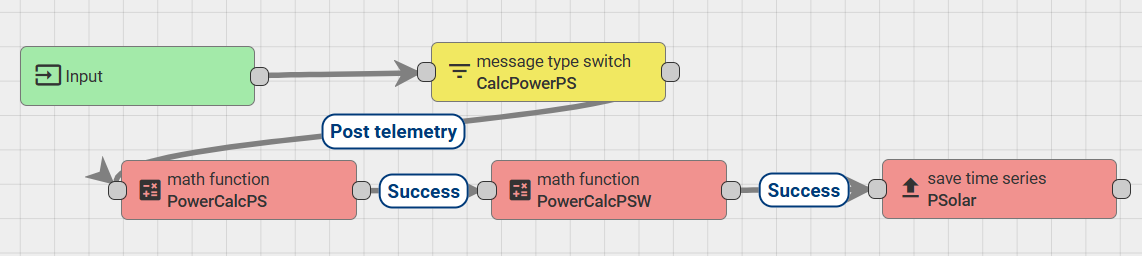 Input
message type switch
CalcPowerPS
Post telemetry
math function
PowerCalcPS
Success
math function
PowerCalcPSW
Success
save time series
PSolar